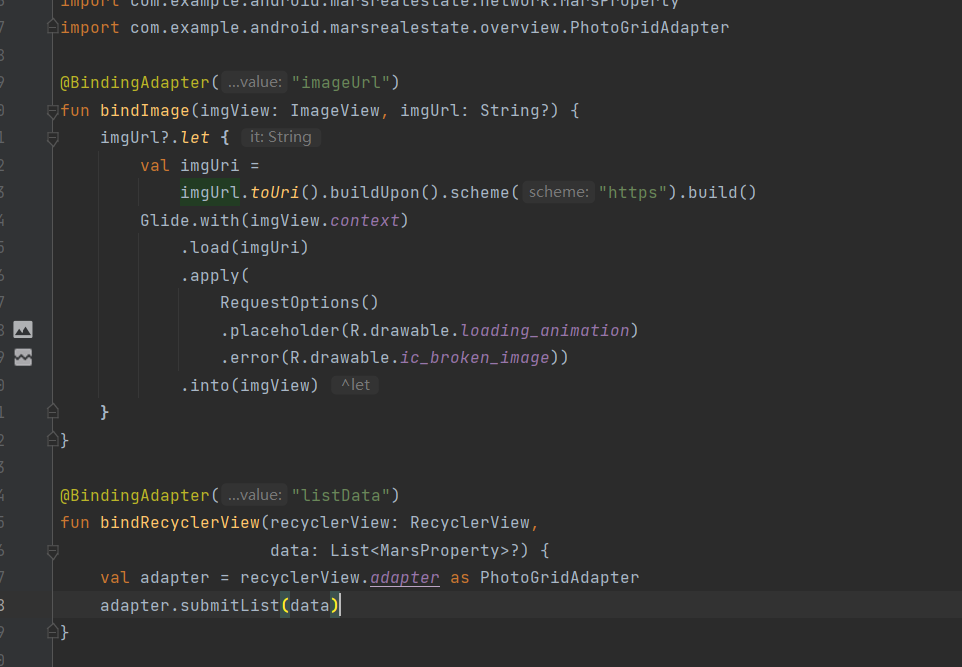 import com.example.android.marsrealestate.network.MarsProperty
import com.example.android.marsrealestate.overview.PhotoGridAdapter
@BindingAdapter( ...value: "imageUrl")
fun bindImage(imgView: ImageView, imgUrl: String?) {
imgUrl?.let { it: String
val imgUri =
imgUrl.toUri().buildUpon().scheme( scheme: "https").build()
Glide.with(imgView.context)
.load(imgUri)
.apply(
RequestOptions()
.placeholder(R.drawable.loading_animation)
.error(R.drawable.ic_broken_image))
.into(imgView) ^let
}
}
@BindingAdapter( ...value: "listData")
fun bindRecyclerView(recyclerView: RecyclerView,
data: List<MarsProperty>?) {
val adapter = recyclerView.adapter as PhotoGridAdapter
adapter.submitList(data)
}